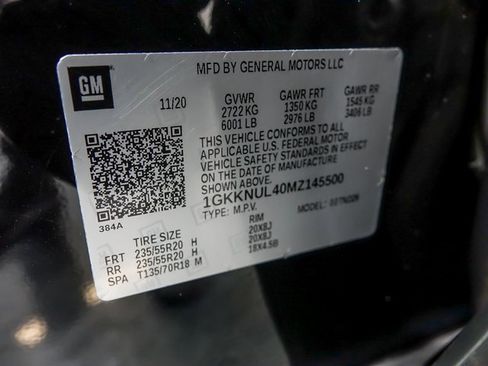 MFD BY GENERAL MOTORS LLC
GM
11/20 GVWR GAWR FRT GAWR RR
2722 KG 1350 KG 1545 KG
6001 LB 2976 LB 3406 LB
THIS VEHICLE CONFORMS TO ALL
APPLICABLE U.S. FEDERAL MOTOR
VEHICLE SAFETY STANDARDS IN EFFECT
ON THE DATE OF MANUFACTURE
SHOWN ABOVE.
1GKKNUL40MZ145500
384A
TYPE: M.P.V. MODEL:
TIRE SIZE RIM
FRT 235/55R20 H 20X8J
RR 235/55R20 H 20X8J
SPA T135/70R18 M 18X4.5B